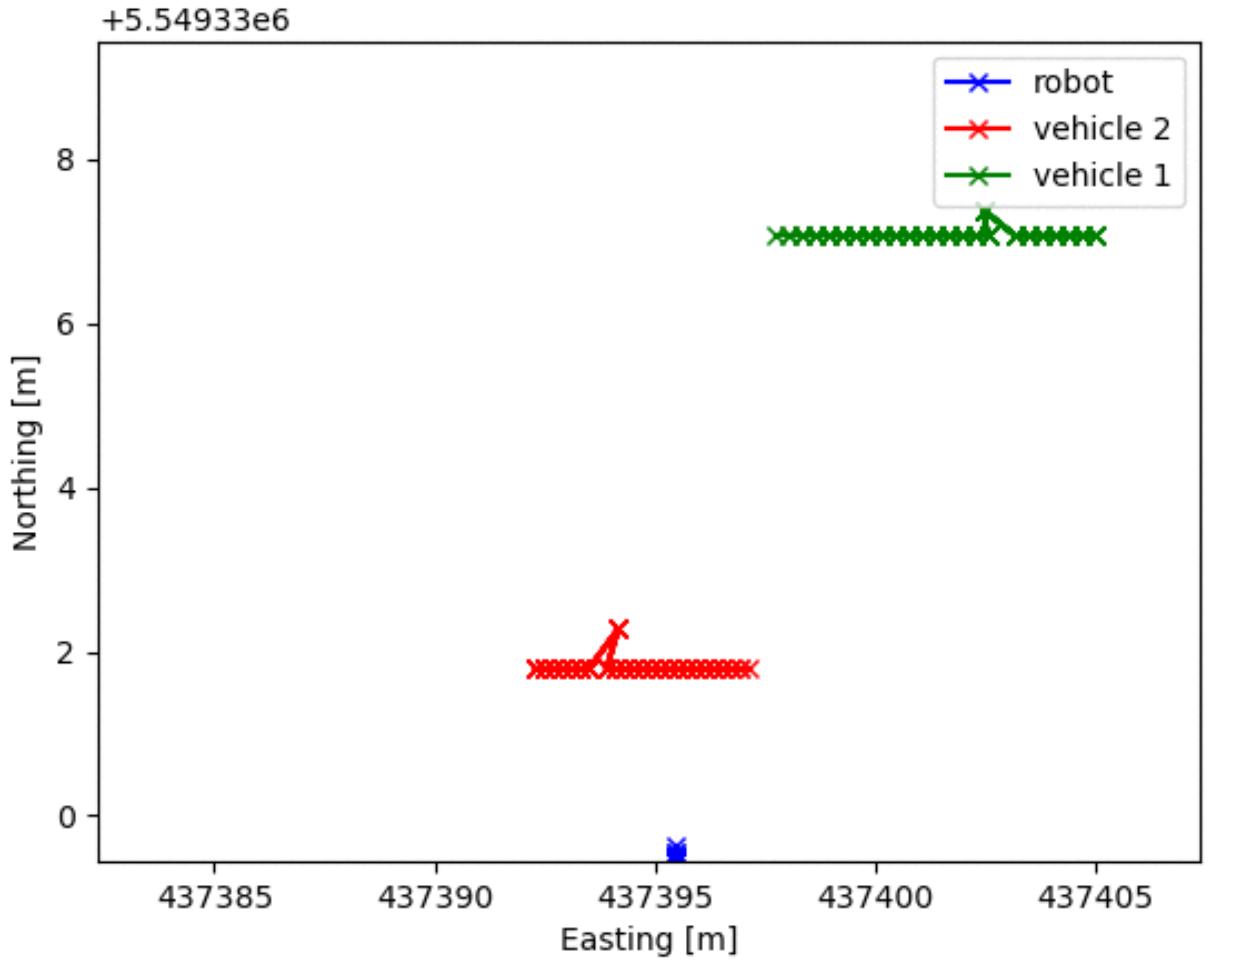 +5.54933e6
robot
vehicle 2
vehicle 1
8
6
4
2
0
Northing [m]
437385 437390 437395 437400 437405
Easting [m]